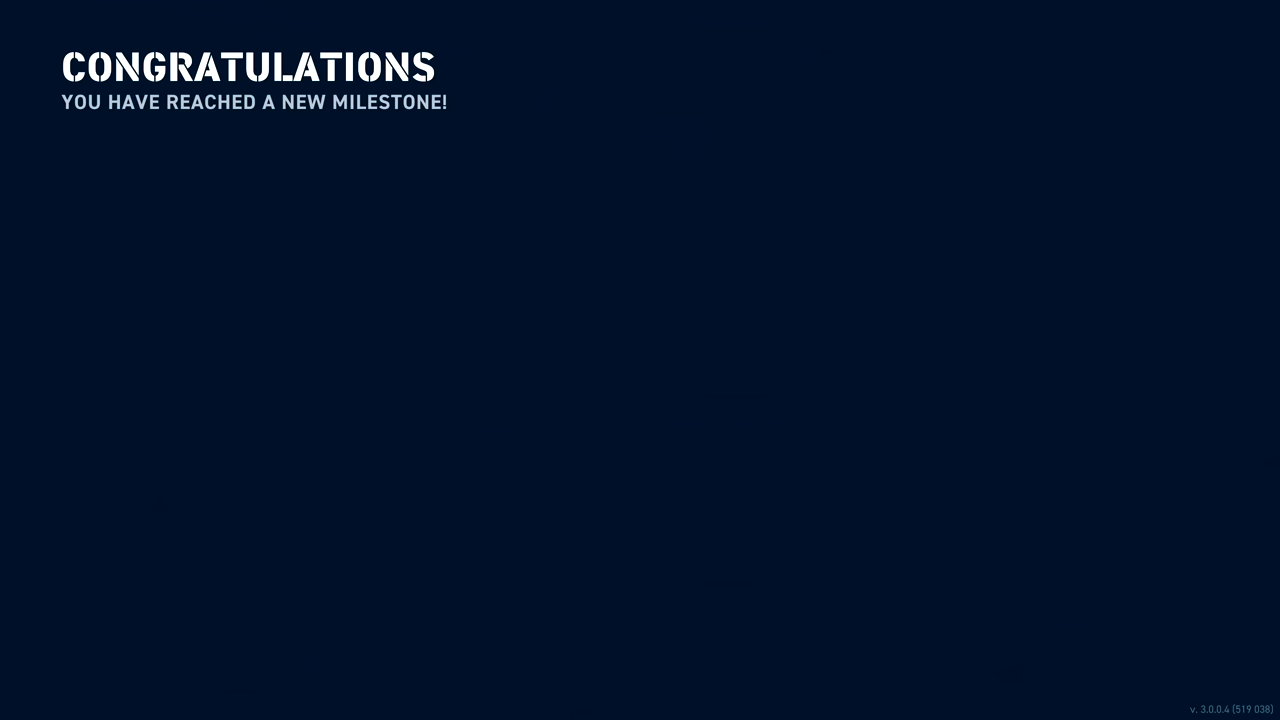 CONGRATULATIONS
YOU HAVE REACHED A NEW MILESTONE!
v. 3.0.0.4 (519 038)